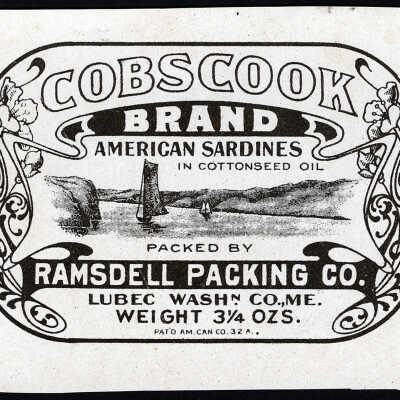 COBSCOOK
BRAND
AMERICAN SARDINES
IN COTTONSEED OIL
PACKED BY
RAMSDELL PACKING CO.
LUBEC WASHN CO., ME.
WEIGHT 3¼ OZS.
PAT'D AM. CAN CO. 32 A.